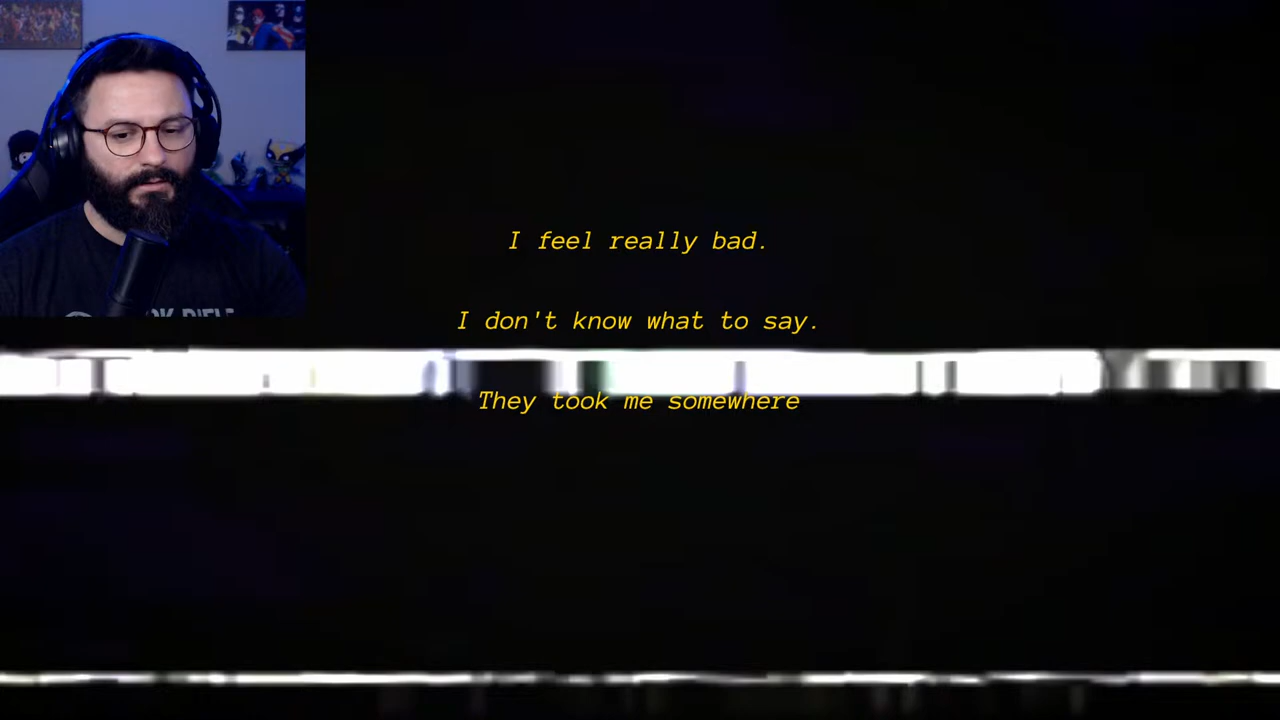 I feel really bad.
I don't know what to say.
They took me somewhere